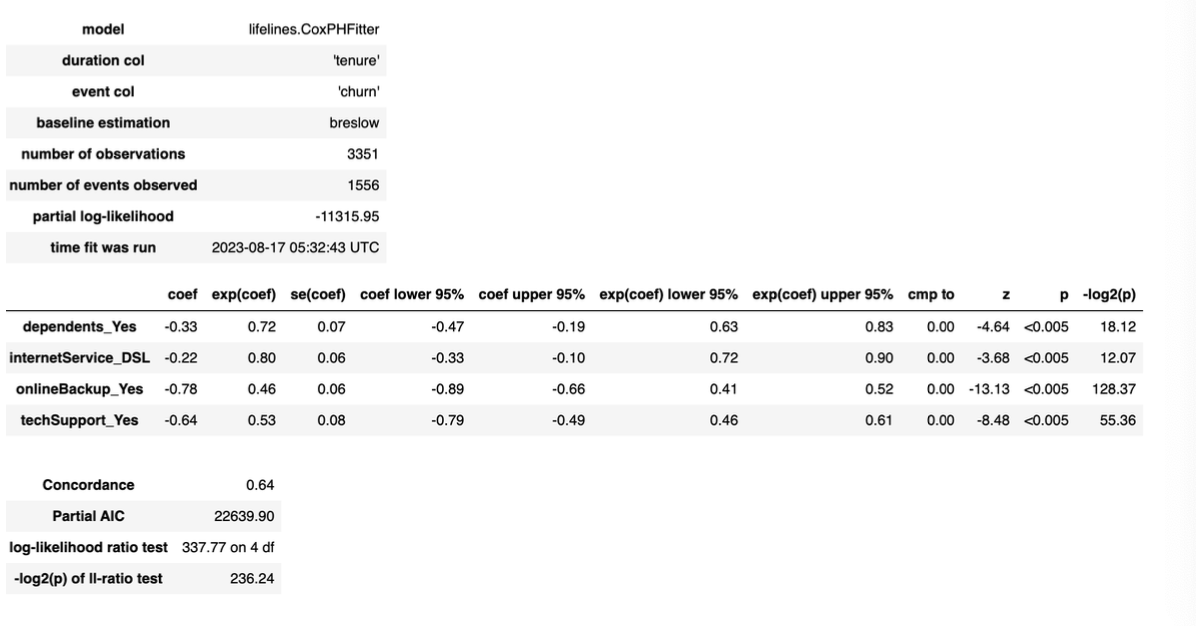 model lifelines.CoxPHFitter
duration col 'tenure'
event col 'churn'
baseline estimation breslow
number of observations 3351
number of events observed 1556
partial log-likelihood -11315.95
time fit was run 2023-08-17 05:32:43 UTC
coef exp(coef) se(coef) coef lower 95% coef upper 95% exp(coef) lower 95% exp(coef) upper 95% cmp to z p -log2(p)
dependents_Yes -0.33 0.72 0.07 -0.47 -0.19 0.63 0.83 0.00 -4.64 <0.005 18.12
internetService_DSL -0.22 0.80 0.06 -0.33 -0.10 0.72 0.90 0.00 -3.68 <0.005 12.07
onlineBackup_Yes -0.78 0.46 0.06 -0.89 -0.66 0.41 0.52 0.00 -13.13 <0.005 128.37
techSupport_Yes -0.64 0.53 0.08 -0.79 -0.49 0.46 0.61 0.00 -8.48 <0.005 55.36
Concordance 0.64
Partial AIC 22639.90
log-likelihood ratio test 337.77 on 4 df
-log2(p) of ll-ratio test 236.24